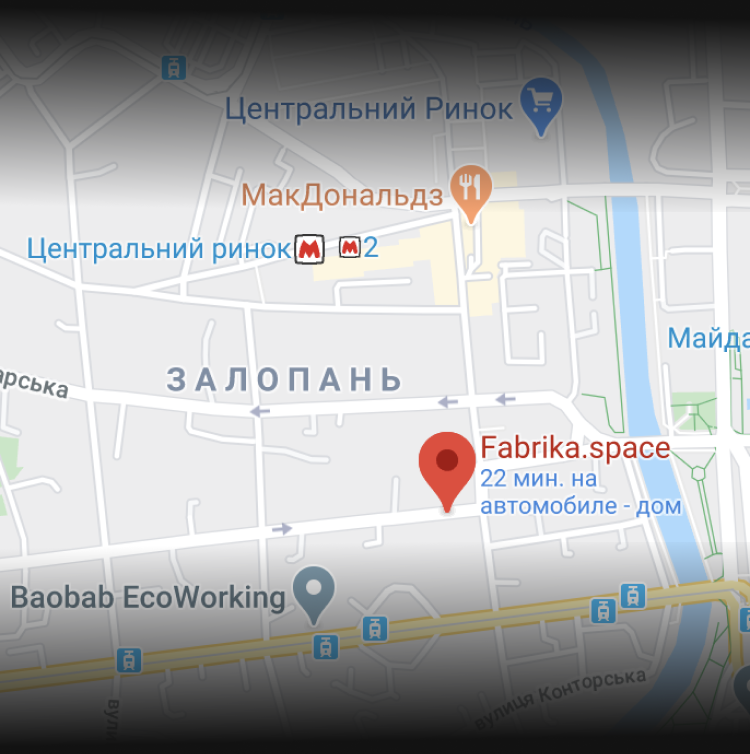 Центральний Ринок
МакДональдз
Центральний ринок
2
Майда
ЗАЛОПАНЬ
арська
Fabrika.space
22 мин. на
автомобиле - дом
Baobab EcoWorking
вулиця Конторська
вули